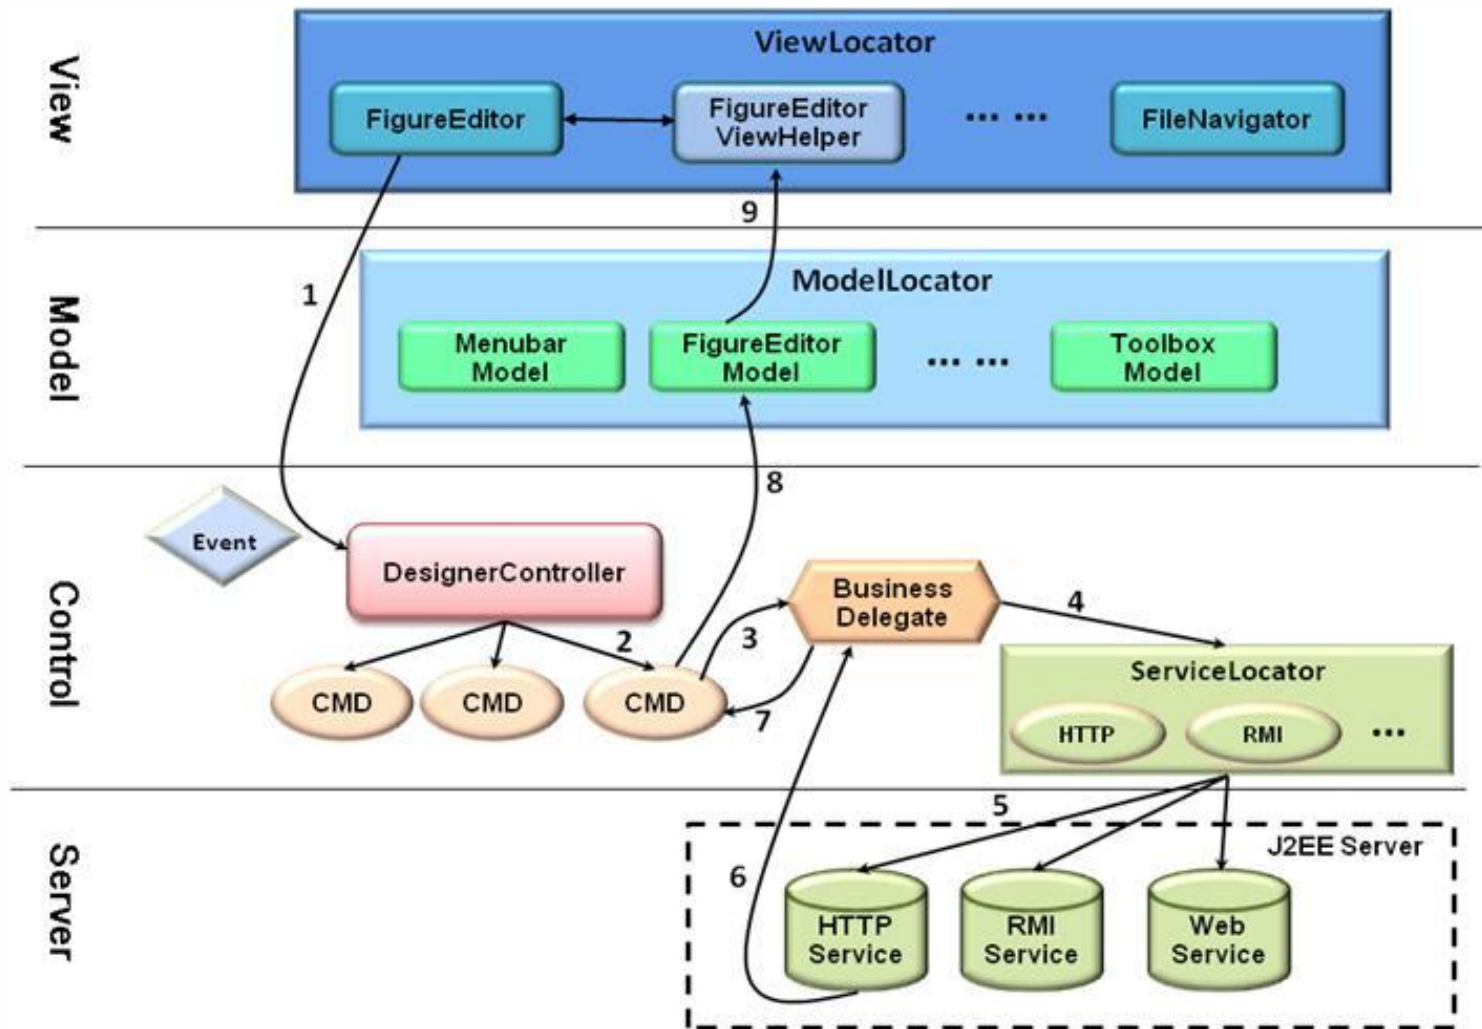 View
ViewLocator
FigureEditor
FigureEditor
ViewHelper
... ...
FileNavigator
9
1
Model
ModelLocator
Menubar
Model
FigureEditor
Model
... ...
Toolbox
Model
8
Control
Event
DesignerController
2
CMD
CMD
CMD
3
7
Business
Delegate
4
ServiceLocator
HTTP
RMI
...
Server
5
6
J2EE Server
HTTP
Service
RMI
Service
Web
Service